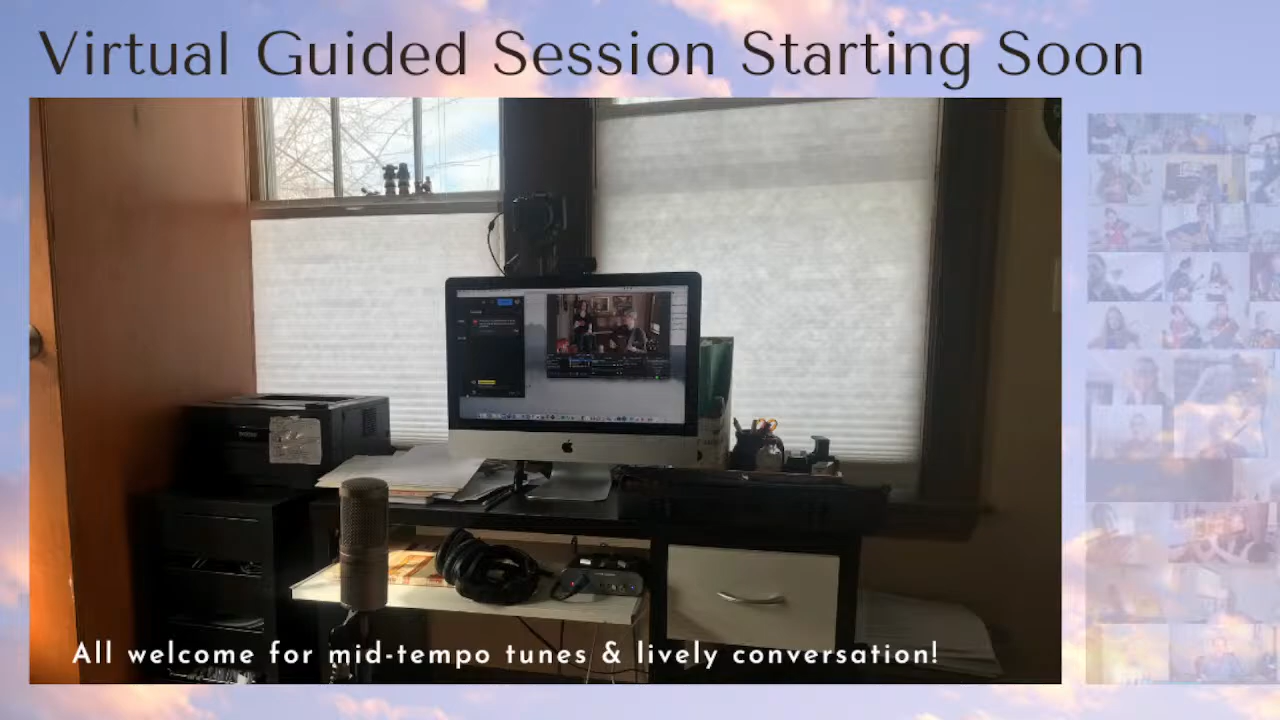 Virtual Guided Session Starting Soon
All welcome for mid-tempo tunes & lively conversation!